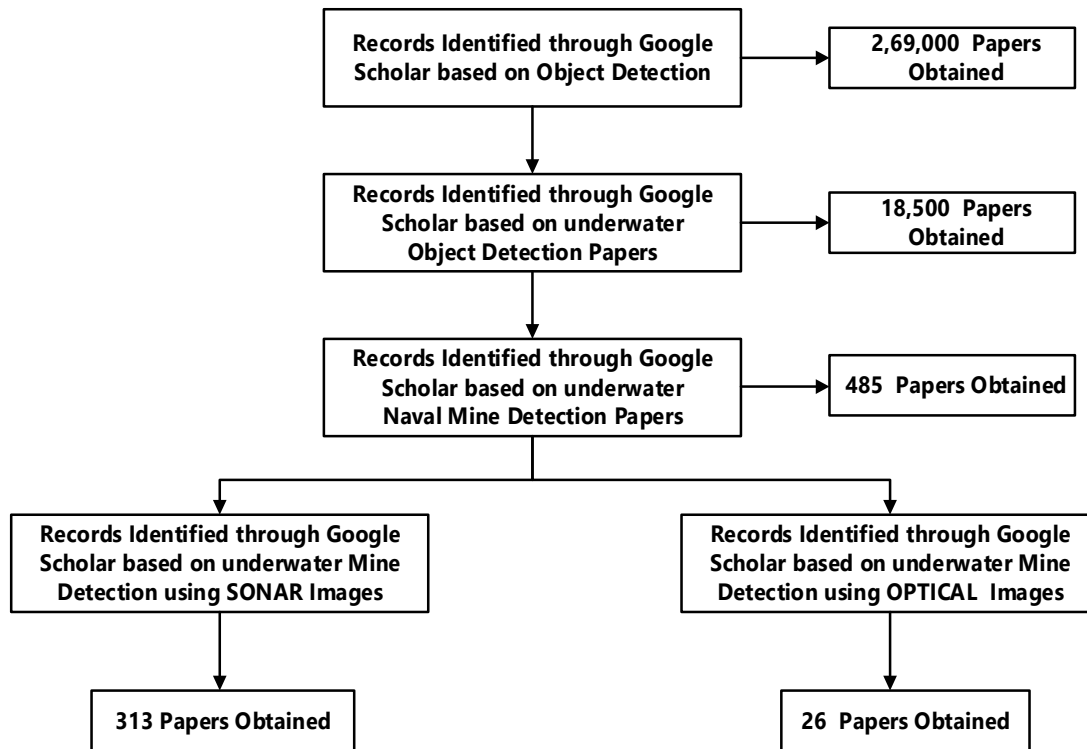 Records Identified through Google
Scholar based on Object Detection
2,69,000 Papers
Obtained
Records Identified through Google
Scholar based on underwater
Object Detection Papers
18,500 Papers
Obtained
Records Identified through Google
Scholar based on underwater
Naval Mine Detection Papers
485 Papers Obtained
Records Identified through Google
Scholar based on underwater Mine
Detection using SONAR Images
Records Identified through Google
Scholar based on underwater Mine
Detection using OPTICAL Images
313 Papers Obtained
26 Papers Obtained